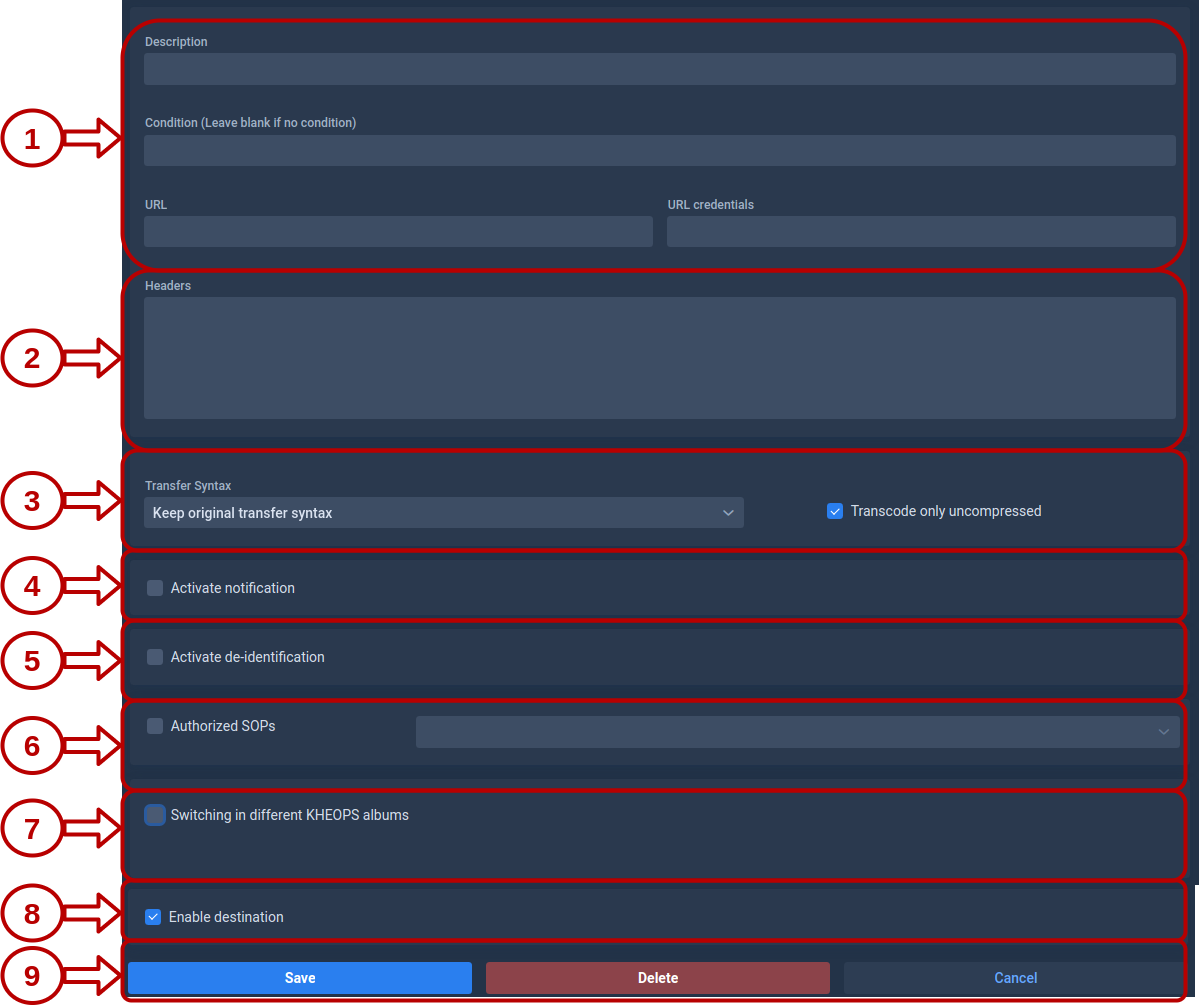 Description
1
Condition (Leave blank if no condition)
URL URL credentials
Headers
2
Transfer Syntax
3
Keep original transfer syntax
Transcode only uncompressed
4
Activate notification
5
Activate de-identification
6
Authorized SOPs
7
Switching in different KHEOPS albums
8
Enable destination
9
Save Delete Cancel